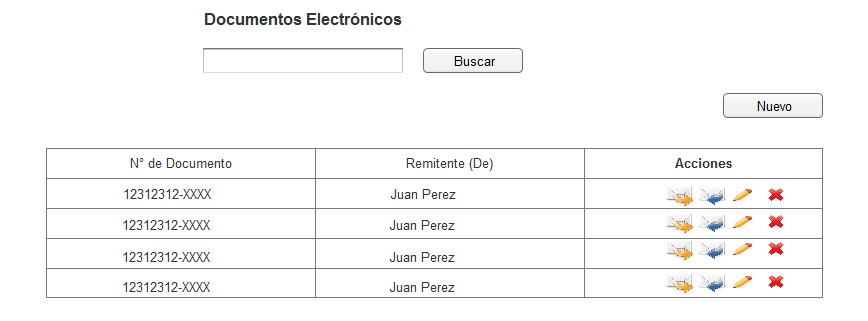 Documentos Electrónicos
Buscar
Nuevo
N° de Documento Remitente (De) Acciones
12312312-XXXX Juan Perez
12312312-XXXX Juan Perez
12312312-XXXX Juan Perez
12312312-XXXX Juan Perez